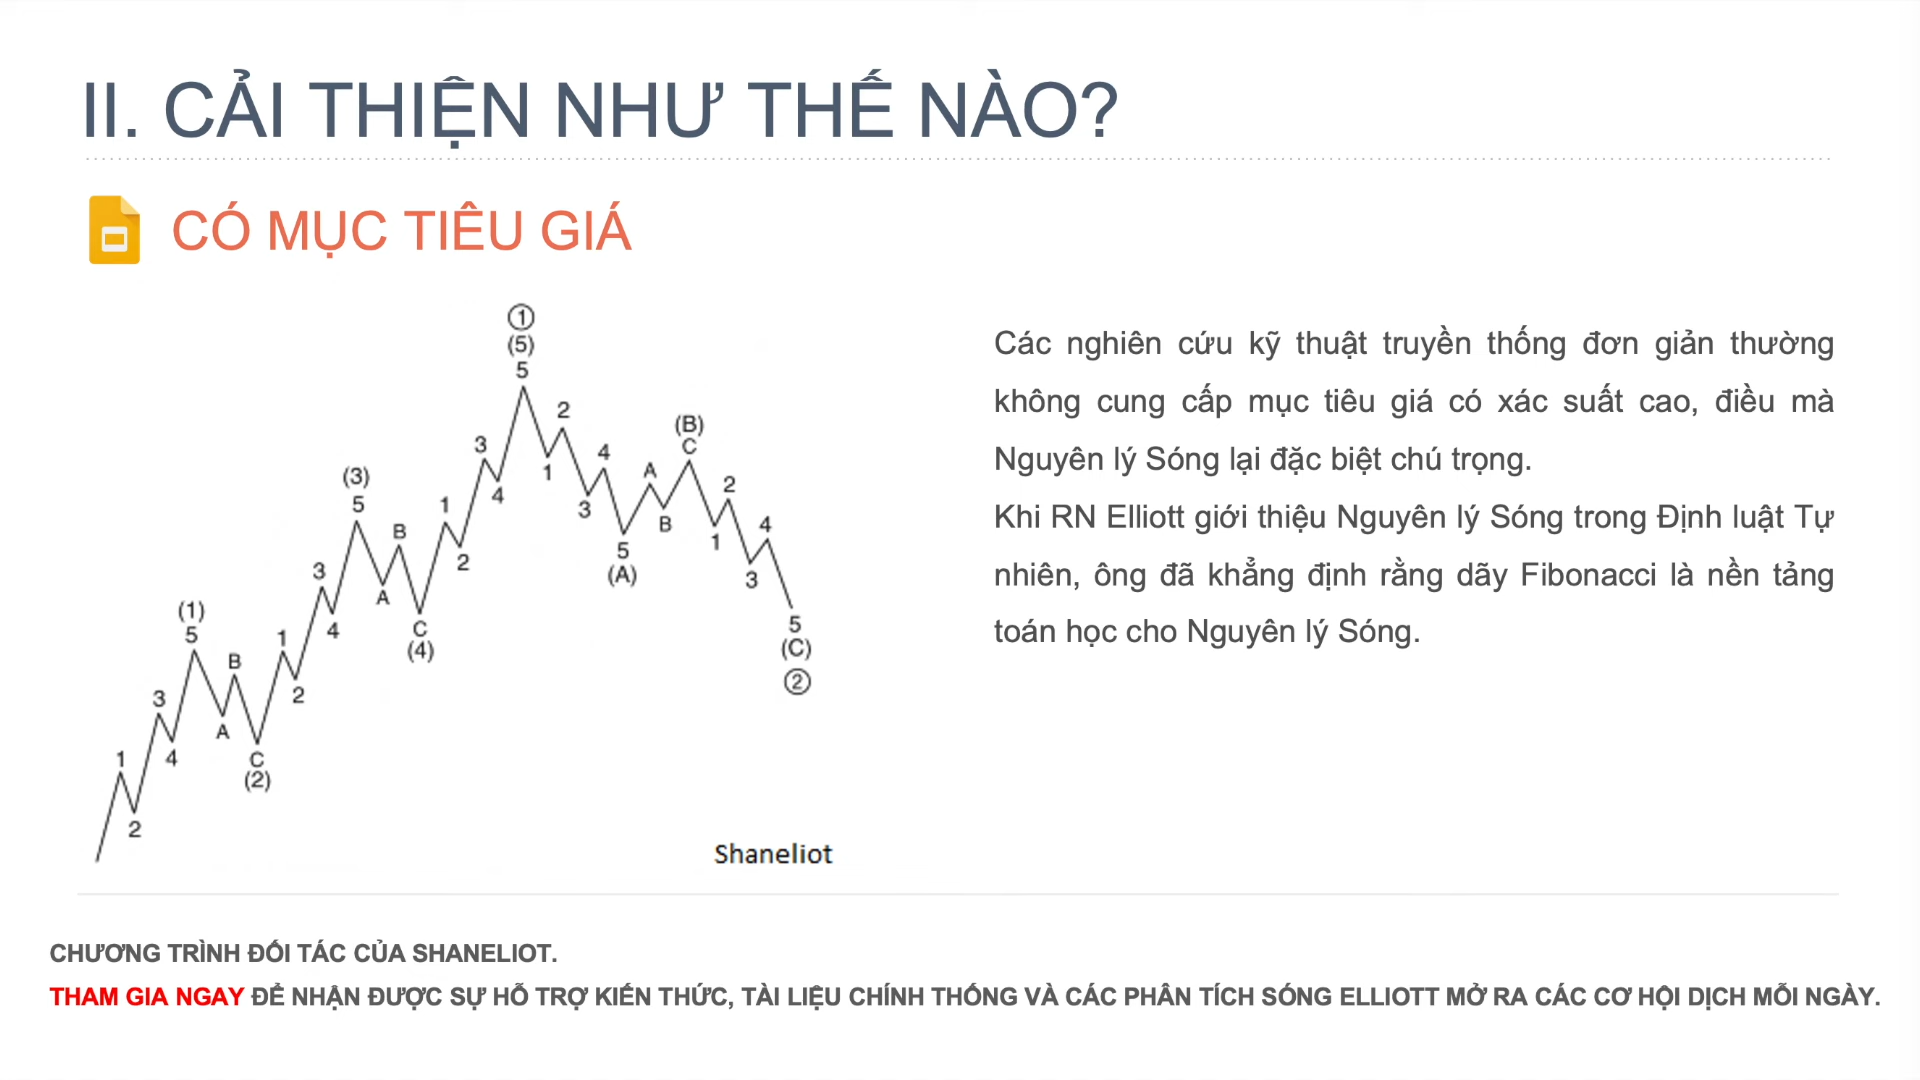 II. CẢI THIỆN NHƯ THẾ NÀO?
CÓ MỤC TIÊU GIÁ
①
(5)
5
2
(B)
C
3
4
1
4
A
(3)
5
2
B
1
3
B
4
5
(A)
1
2
3
3
A
4
C
(4)
5
(C)
②
(1)
5
B
1
2
3
A
4
1
C
(2)
2
Shaneliot
Các nghiên cứu kỹ thuật truyền thống đơn giản thường
không cung cấp mục tiêu giá có xác suất cao, điều mà
Nguyên lý Sóng lại đặc biệt chú trọng.
Khi RN Elliott giới thiệu Nguyên lý Sóng trong Định luật Tự
nhiên, ông đã khẳng định rằng dãy Fibonacci là nền tảng
toán học cho Nguyên lý Sóng.
CHƯƠNG TRÌNH ĐỐI TÁC CỦA SHANELIOT.
THAM GIA NGAY ĐỂ NHẬN ĐƯỢC SỰ HỖ TRỢ KIẾN THỨC, TÀI LIỆU CHÍNH THỐNG VÀ CÁC PHÂN TÍCH SÓNG ELLIOTT MỞ RA CÁC CƠ HỘI DỊCH MỖI NGÀY.